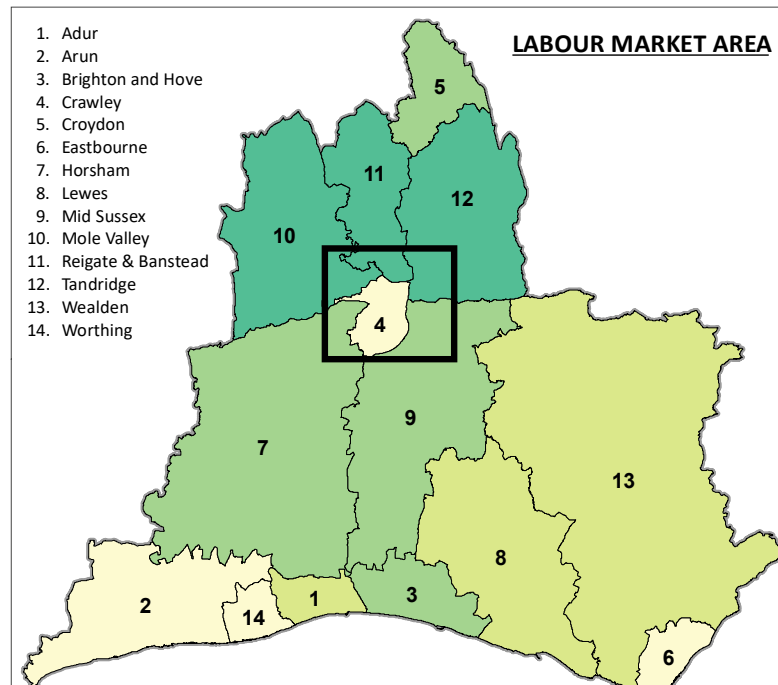 LABOUR MARKET AREA
1. Adur
2. Arun
3. Brighton and Hove
4. Crawley
5. Croydon
6. Eastbourne
7. Horsham
8. Lewes
9. Mid Sussex
10. Mole Valley
11. Reigate & Banstead
12. Tandridge
13. Wealden
14. Worthing
5
11
12
10
4
9
7
13
8
1
3
2
14
6